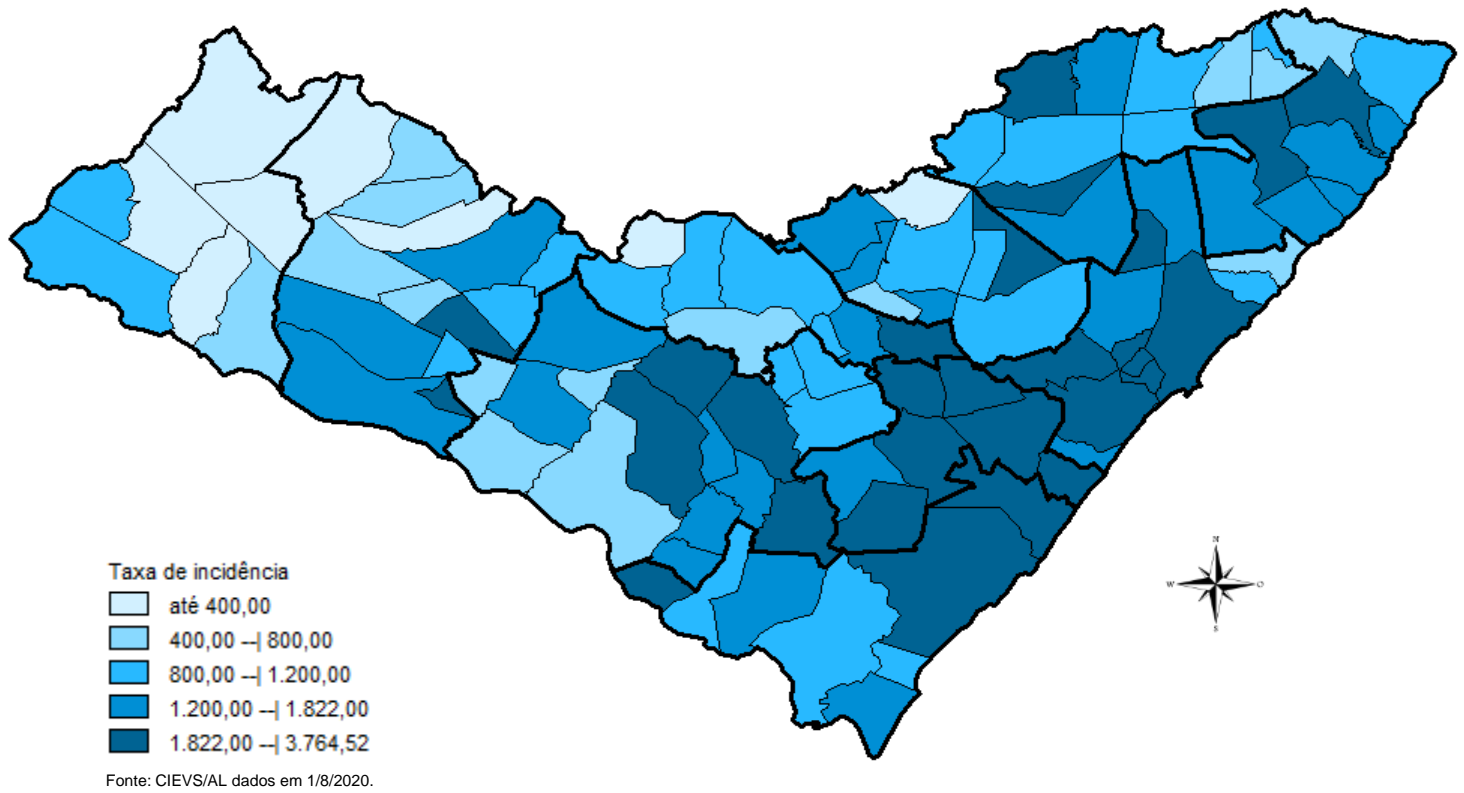 N
W
O
S
Taxa de incidência
até 400,00
400,00 --| 800,00
800,00 --| 1.200,00
1.200,00 --| 1.822,00
1.822,00 --| 3.764,52
Fonte: CIEVS/AL dados em 1/8/2020.